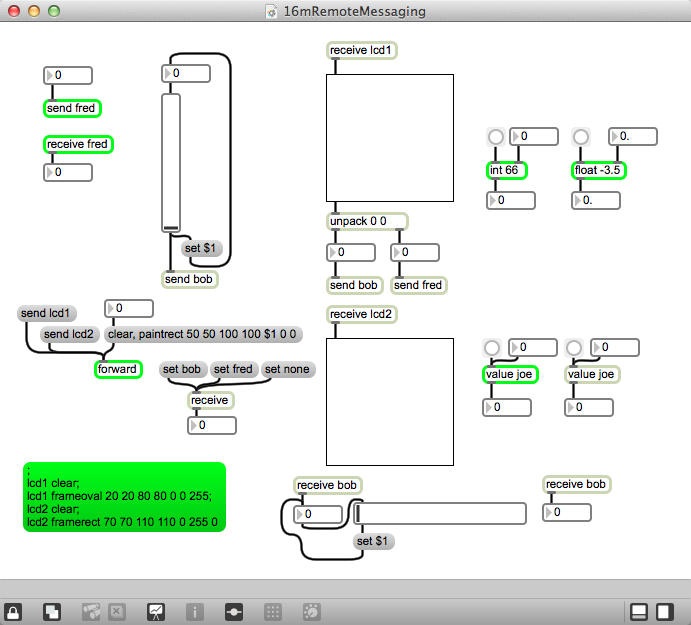 16mRemoteMessaging
receive lcd1
0
0
send fred
receive fred
0
set $1
send bob
0
0.
int 66
float -3.5
0
0.
unpack 0 0
0
0
send bob
send fred
receive lcd2
send lcd1
0
send lcd2
clear, paintrect 50 50 100 100 $1 0 0
forward
set bob
set fred
set none
receive
0
0
0
value joe
value joe
0
0
;
lcd1 clear;
lcd1 frameoval 20 20 80 80 0 0 255;
lcd2 clear;
lcd2 framerect 70 70 110 110 0 255 0
receive bob
0
set $1
receive bob
0